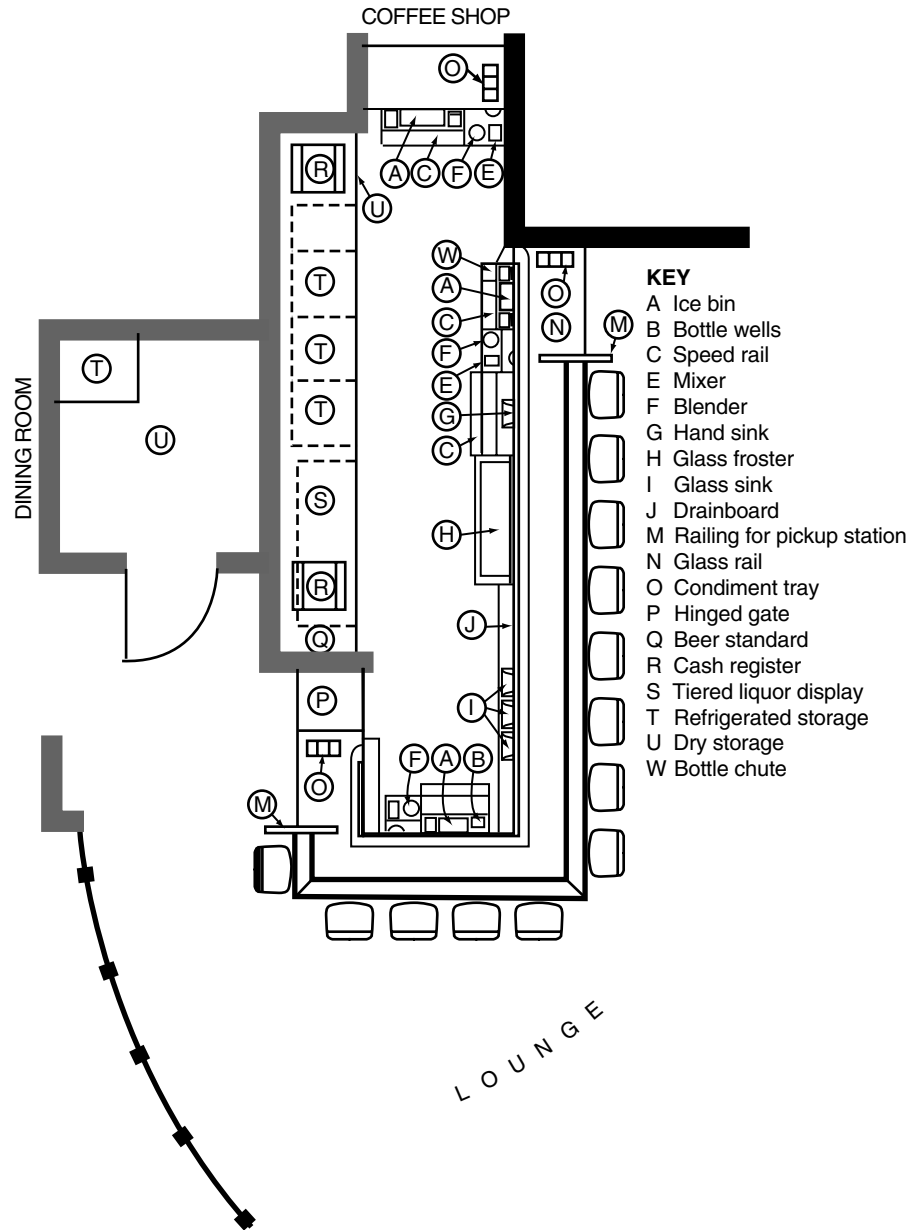 COFFEE SHOP
O
R
A
C
F
E
U
W
A
O
KEY
T
C
N
M
A Ice bin
B Bottle wells
C Speed rail
E Mixer
F Blender
G Hand sink
H Glass froster
I Glass sink
J Drainboard
M Railing for pickup station
N Glass rail
O Condiment tray
P Hinged gate
Q Beer standard
R Cash register
S Tiered liquor display
T Refrigerated storage
U Dry storage
W Bottle chute
F
T
T
E
T
G
DINING ROOM
U
C
S
H
R
J
Q
P
I
F
A
B
O
M
LOUNGE